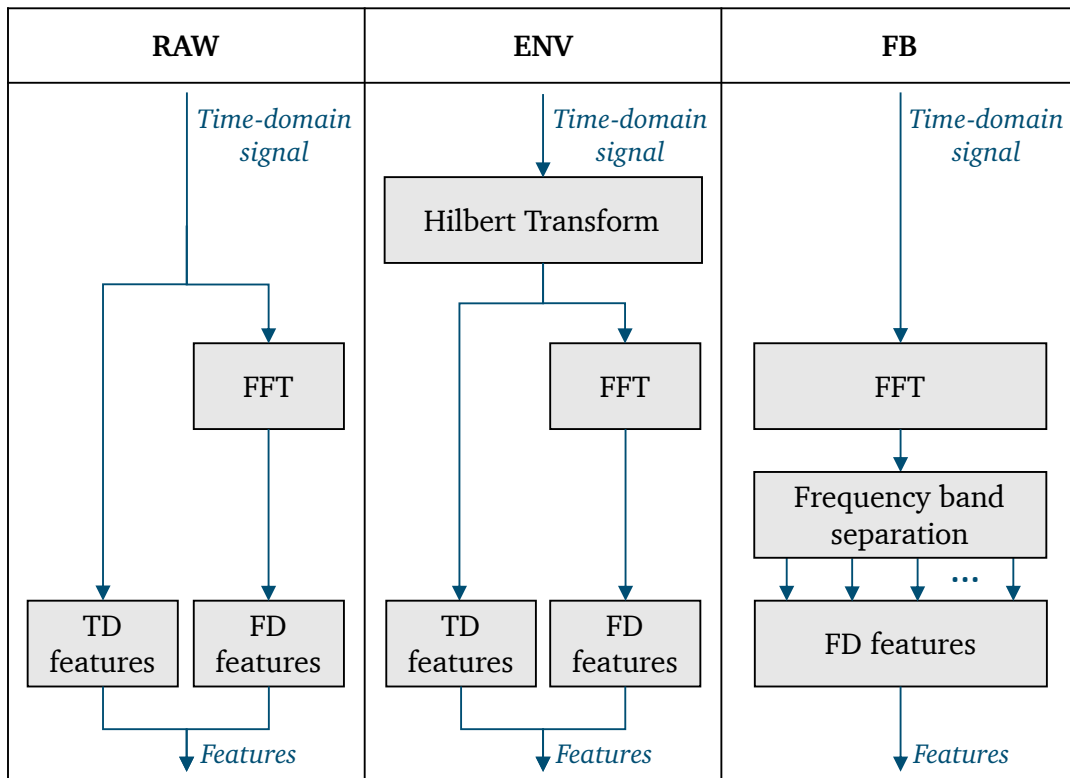 RAW
ENV
FB
Time-domain
signal
Time-domain
signal
Time-domain
signal
Hilbert Transform
FFT
FFT
FFT
Frequency band
separation
...
TD
features
FD
features
TD
features
FD
features
FD features
Features
Features
Features